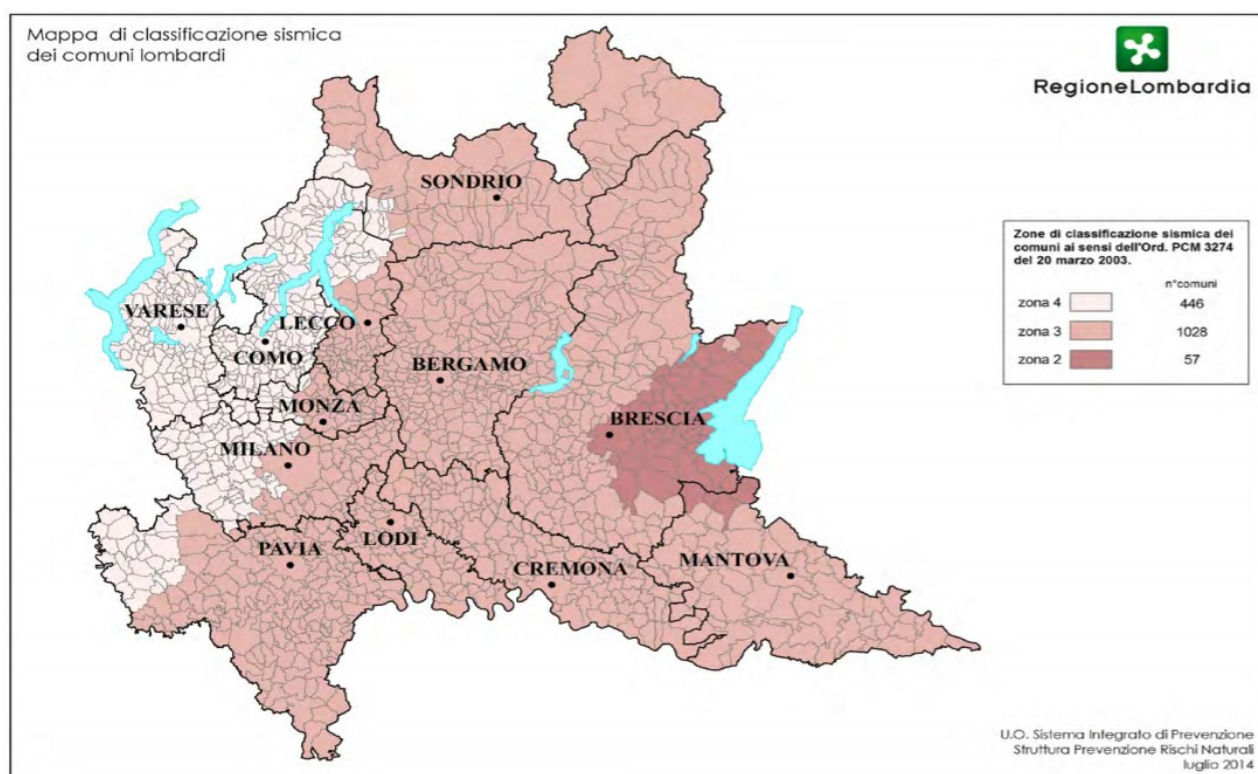 Mappa di classificazione sismica
dei comuni lombardi
RegioneLombardia
SONDRIO
VARESE
LECCO
COMO
BERGAMO
MONZA
BRESCIA
MILANO
LODI
PAVIA
CREMONA
MANTOVA
Zone di classificazione sismica dei
comuni ai sensi dell'Ord. PCM 3274
del 20 marzo 2003.
n°comuni
zona 4 446
zona 3 1028
zona 2 57
U.O. Sistema Integrato di Prevenzione
Struttura Prevenzione Rischi Naturali
luglio 2014